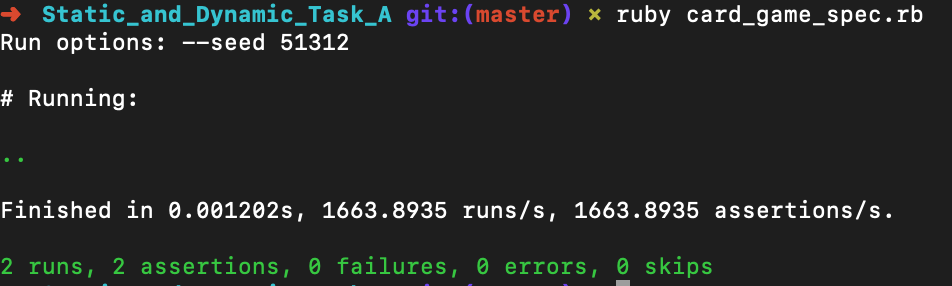 ➜ Static_and_Dynamic_Task_A git:(master) ✗ ruby card_game_spec.rb
Run options: --seed 51312
# Running:
..
Finished in 0.001202s, 1663.8935 runs/s, 1663.8935 assertions/s.
2 runs, 2 assertions, 0 failures, 0 errors, 0 skips